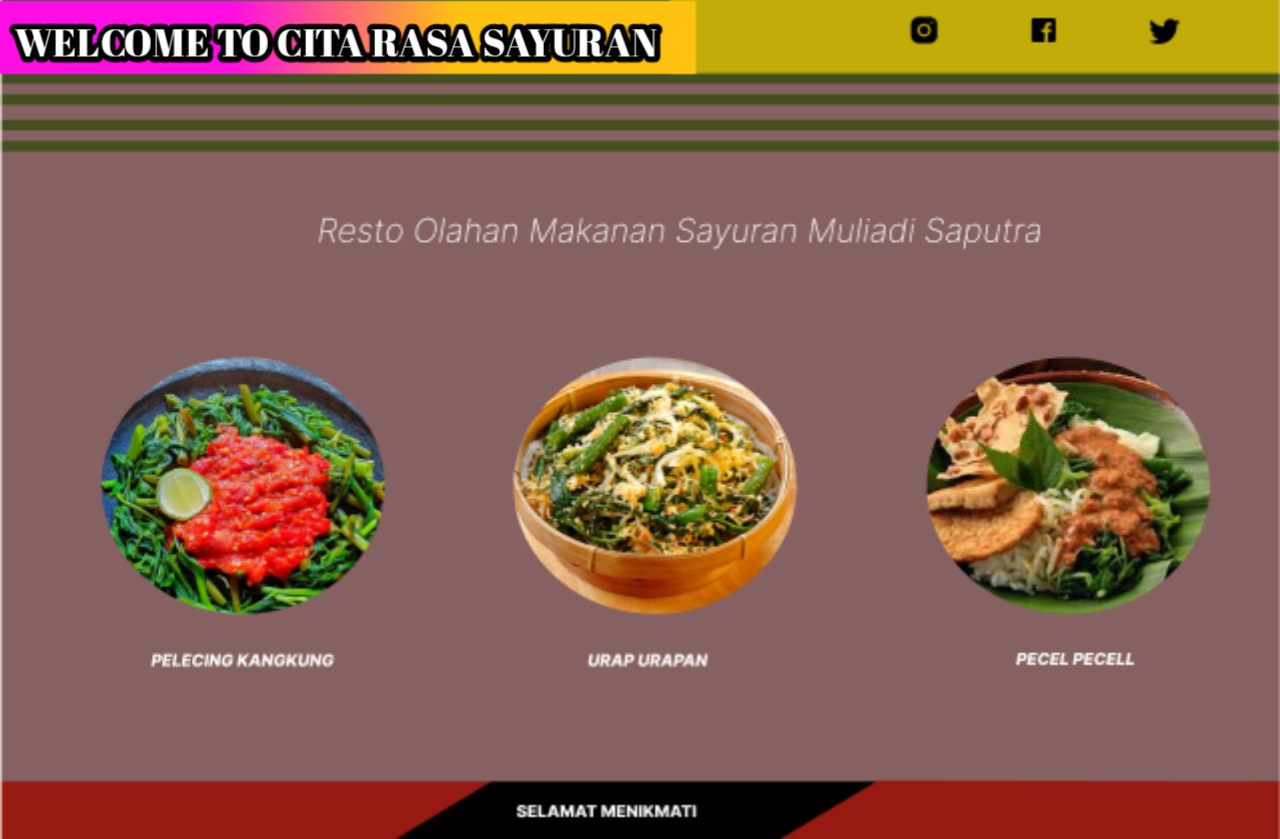 WELCOME TO CITA RASA SAYURAN
Resto Olahan Makanan Sayuran Muliadi Saputra
PELECING KANGKUNG
URAP URAPAN
PECEL PECELL
SELAMAT MENIKMATI